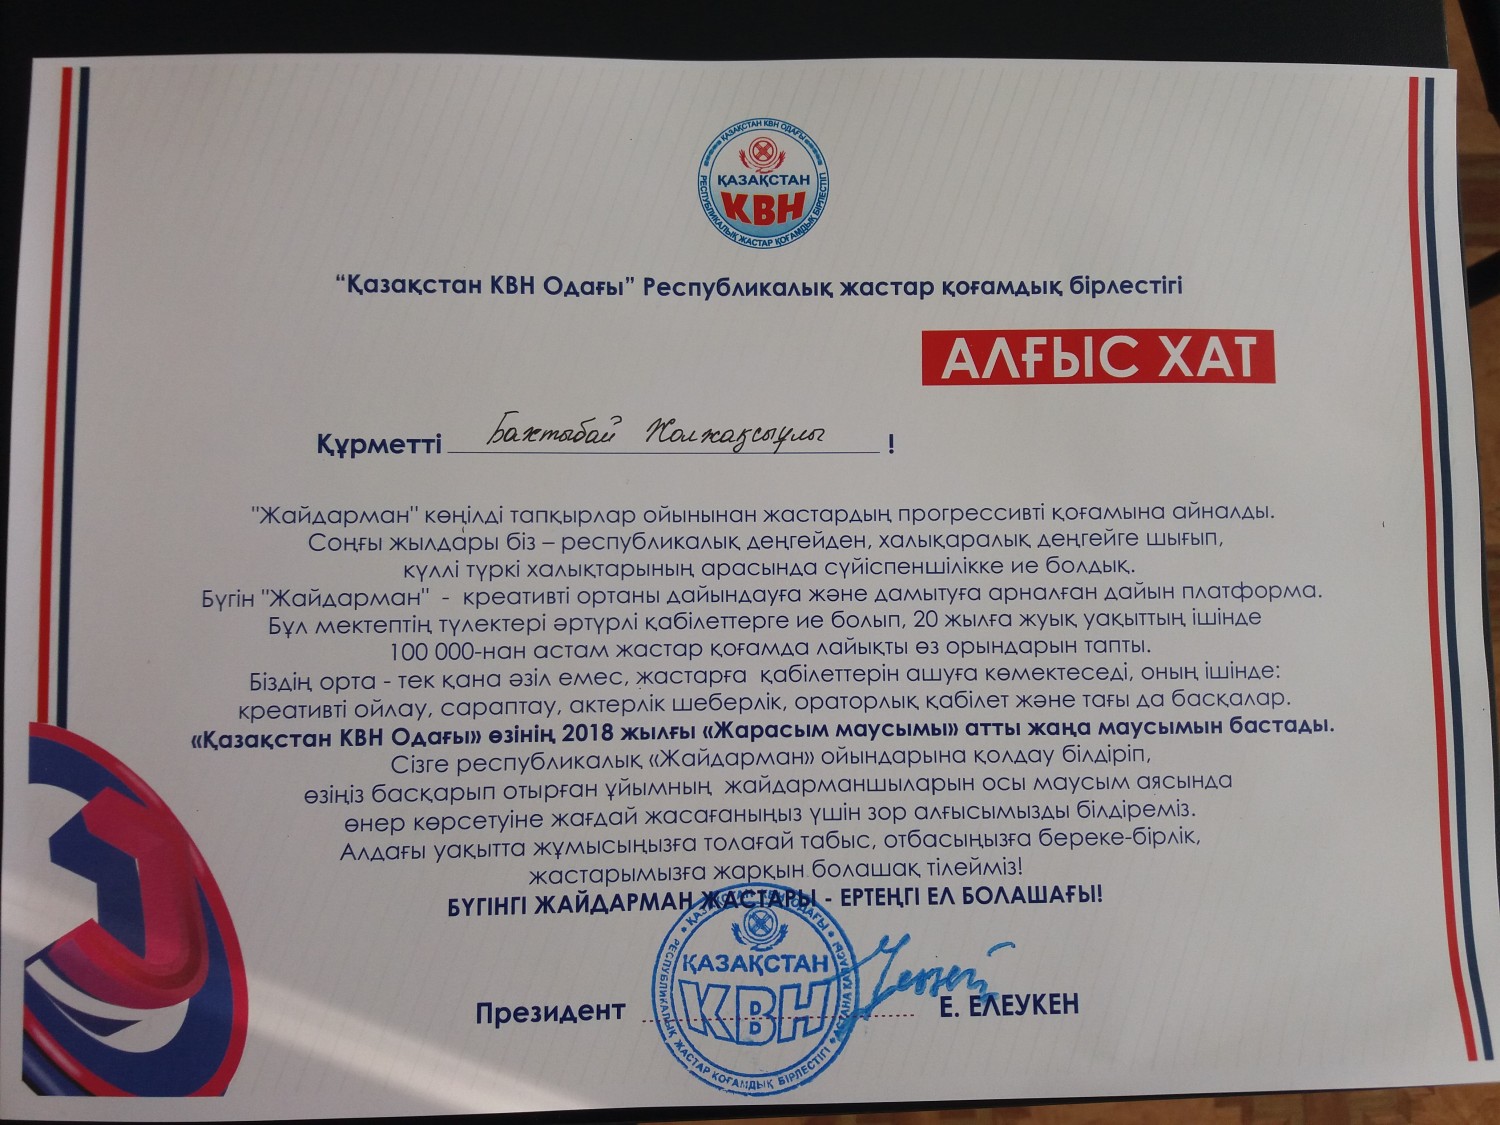 ҚАЗАҚСТАН КВН ОДАҒЫ
ҚАЗАҚСТАН
КВН
РЕСПУБЛИКАЛЫҚ ЖАСТАР ҚОҒАМДЫҚ БІРЛЕСТІГІ
“Қазақстан КВН Одағы” Республикалық жастар қоғамдық бірлестігі
АЛҒЫС ХАТ
Құрметті Бахтыбай Жолжақсыұлы !
"Жайдарман" көңілді тапқырлар ойынынан жастардың прогрессивті қоғамына айналды.
Соңғы жылдары біз – республикалық деңгейден, халықаралық деңгейге шығып,
күллі түркі халықтарының арасында сүйіспеншілікке ие болдық.
Бүгін "Жайдарман" - креативті ортаны дайындауға және дамытуға арналған дайын платформа.
Бұл мектептің түлектері әртүрлі қабілеттерге ие болып, 20 жылға жуық уақыттың ішінде
100 000-нан астам жастар қоғамда лайықты өз орындарын тапты.
Біздің орта - тек қана әзіл емес, жастарға қабілеттерін ашуға көмектеседі, оның ішінде:
креативті ойлау, сараптау, актерлік шеберлік, ораторлық қабілет және тағы да басқалар.
«Қазақстан КВН Одағы» өзінің 2018 жылғы «Жарасым маусымы» атты жаңа маусымын бастады.
Сізге республикалық «Жайдарман» ойындарына қолдау білдіріп,
өзіңіз басқарып отырған ұйымның жайдарманшыларын осы маусым аясында
өнер көрсетуіне жағдай жасағаныңыз үшін зор алғысымызды білдіреміз.
Алдағы уақытта жұмысыңызға толағай табыс, отбасыңызға береке-бірлік,
жастарымызға жарқын болашақ тілейміз!
БҮГІНГІ ЖАЙДАРМАН ЖАСТАРЫ - ЕРТЕҢГІ ЕЛ БОЛАШАҒЫ!
ҚАЗАҚСТАН КВН ОДАҒЫ
ҚАЗАҚСТАН
КВН
РЕСПУБЛИКАЛЫҚ ЖАСТАР ҚОҒАМДЫҚ БІРЛЕСТІГІ
АСТАНА ҚАЛАСЫ
Президент Е. ЕЛЕУКЕН